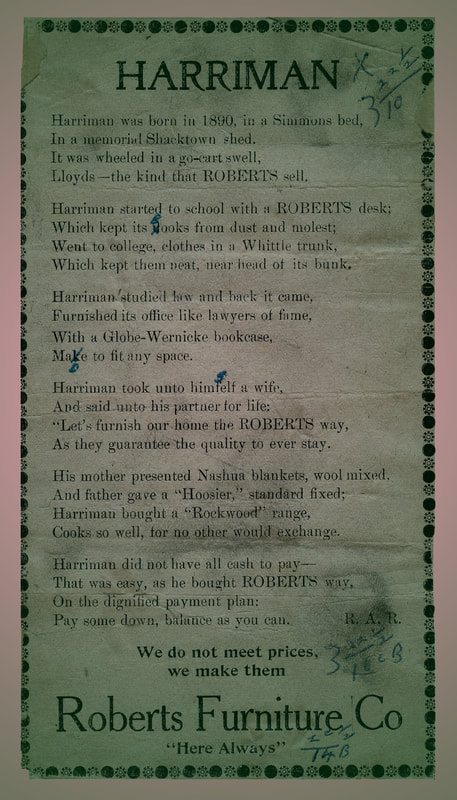 HARRIMAN
Harriman was born in 1890, in a Simmons bed,
In a memorial Shacktown shed.
It was wheeled in a go-cart swell,
Lloyds—the kind that ROBERTS sell.
Harriman started to school with a ROBERTS desk;
Which kept its books from dust and molest;
Went to college, clothes in a Whittle trunk,
Which kept them neat, near head of its bunk.
Harriman studied law and back it came,
Furnished its office like lawyers of fame,
With a Globe-Wernicke bookcase,
Make to fit any space.
Harriman took unto himself a wife,
And said unto his partner for life:
"Let's furnish our home the ROBERTS way,
As they guarantee the quality to ever stay.
His mother presented Nashua blankets, wool mixed,
And father gave a "Hoosier," standard fixed;
Harriman bought a "Rockwood" range,
Cooks so well, for no other would exchange.
Harriman did not have all cash to pay—
That was easy, as he bought ROBERTS way,
On the dignified payment plan:
Pay some down, balance as you can. R. A. R.
We do not meet prices,
we make them
Roberts Furniture Co
"Here Always"